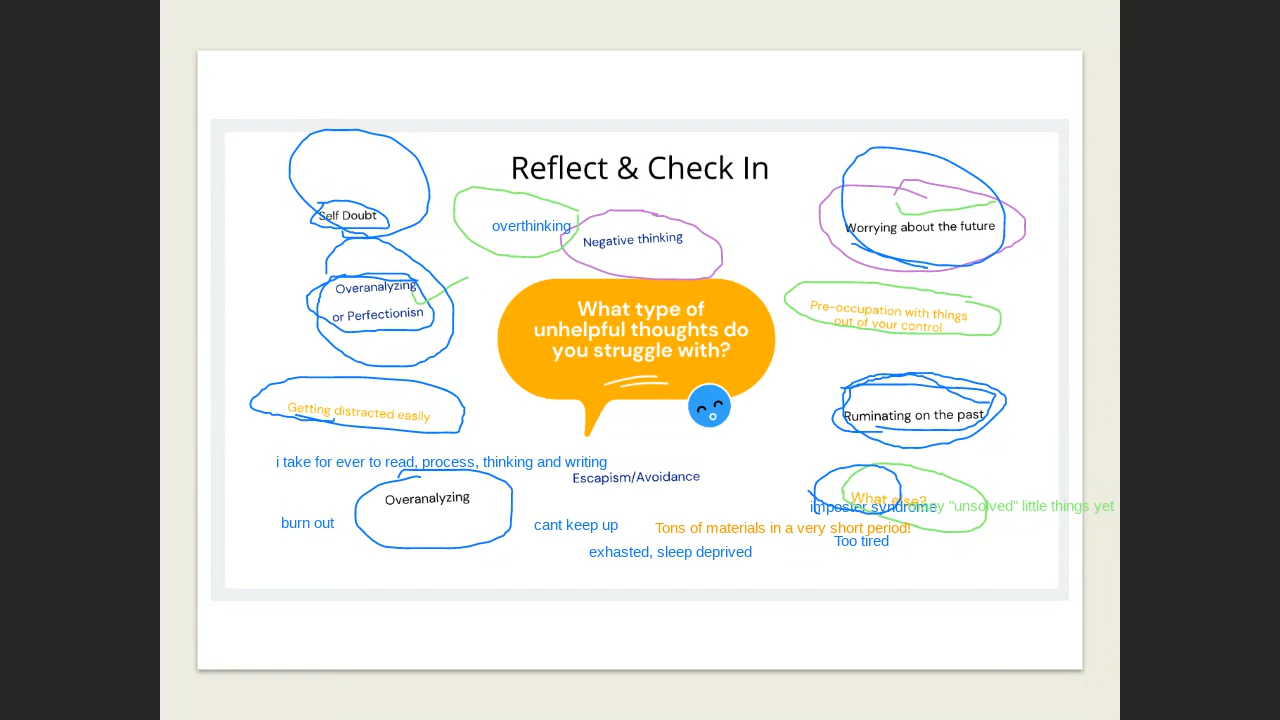 Reflect & Check In
Self Doubt
overthinking
Negative thinking
Worrying about the future
Overanalyzing
or Perfectionisn
What type of
unhelpful thoughts do
you struggle with?
Pre-occupation with things
out of your control
Getting distracted easily
Ruminating on the past
i take for ever to read, process, thinking and writing
Escapism/Avoidance
Overanalyzing
What else?
imposter syndrome
"unsolved" little things yet
burn out
cant keep up
Tons of materials in a very short period!
Too tired
exhasted, sleep deprived